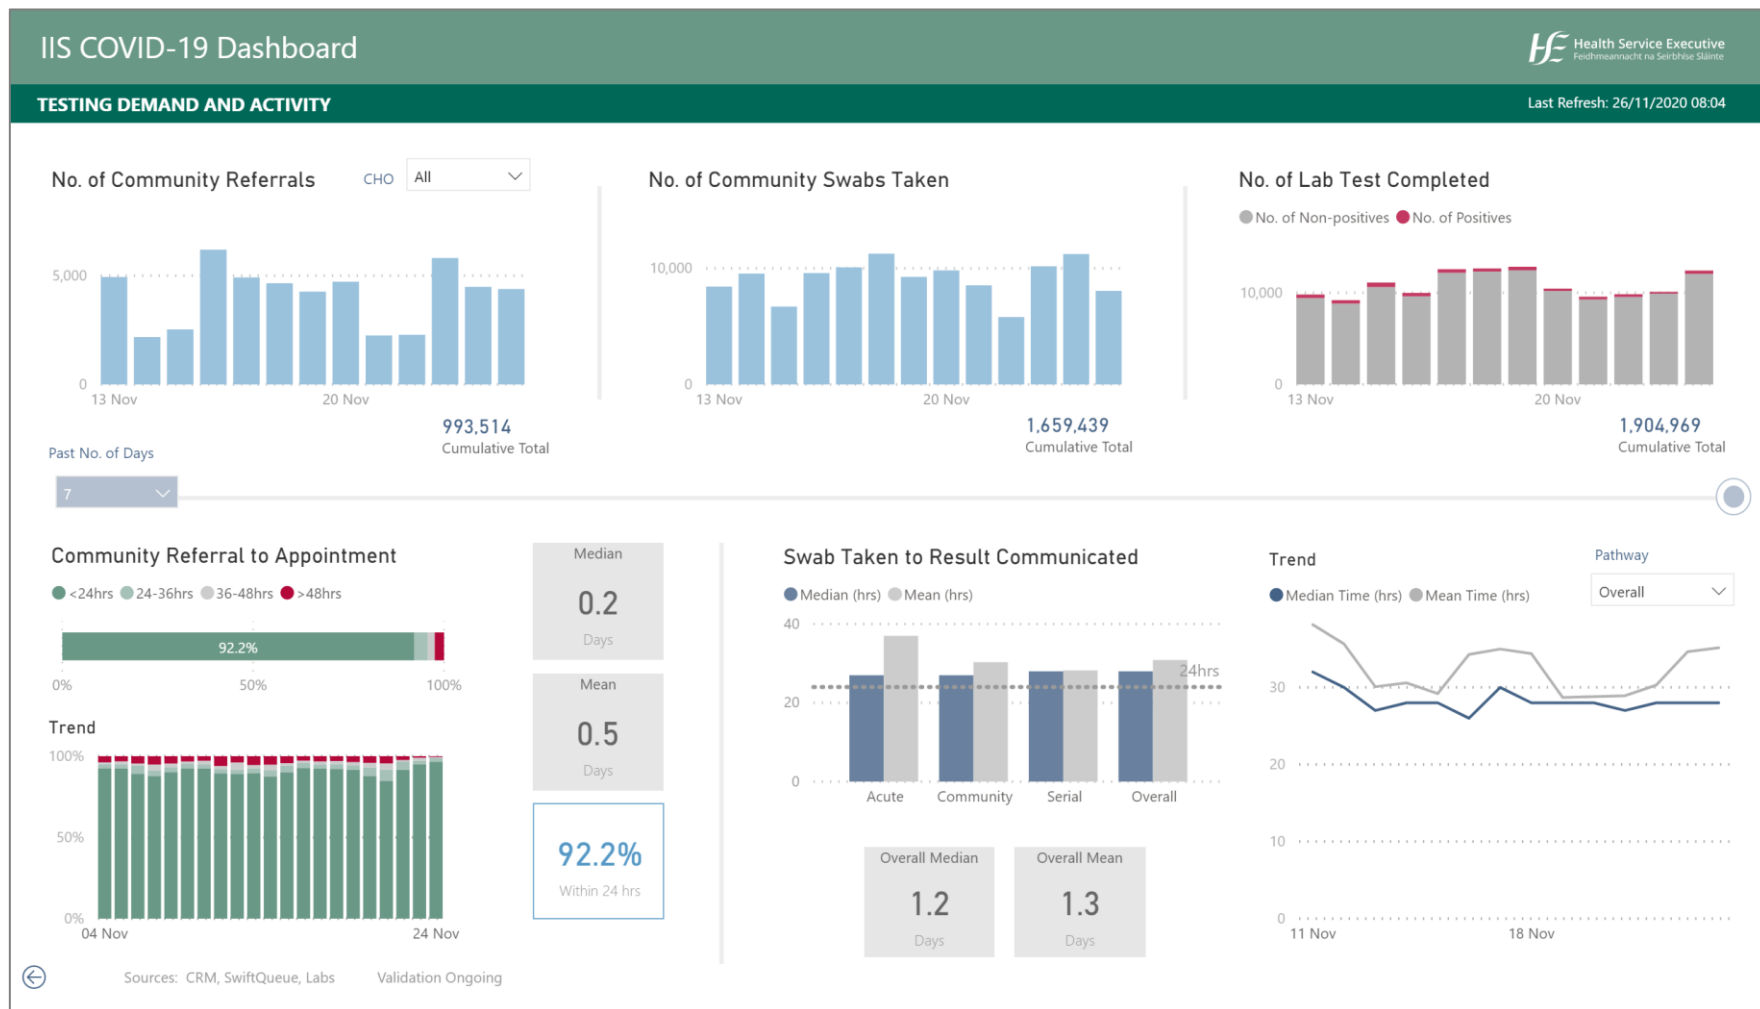 IIS COVID-19 Dashboard
Health Service Executive
Feidhmeannacht na Seirbhíse Sláinte
TESTING DEMAND AND ACTIVITY
Last Refresh: 26/11/2020 08:04
No. of Community Referrals
CHO
All
5,000
0
13 Nov
20 Nov
993,514
Cumulative Total
No. of Community Swabs Taken
10,000
0
13 Nov
20 Nov
1,659,439
Cumulative Total
No. of Lab Test Completed
No. of Non-positives
No. of Positives
10,000
0
13 Nov
20 Nov
1,904,969
Cumulative Total
Past No. of Days
7
Community Referral to Appointment
<24hrs
24-36hrs
36-48hrs
>48hrs
92.2%
0%
50%
100%
Trend
100%
50%
0%
04 Nov
24 Nov
Median
0.2
Days
Mean
0.5
Days
92.2%
Within 24 hrs
Swab Taken to Result Communicated
Median (hrs)
Mean (hrs)
40
24hrs
20
0
Acute
Community
Serial
Overall
Overall Median
1.2
Days
Overall Mean
1.3
Days
Trend
Pathway
Overall
Median Time (hrs)
Mean Time (hrs)
30
20
10
0
11 Nov
18 Nov
Sources: CRM, SwiftQueue, Labs
Validation Ongoing